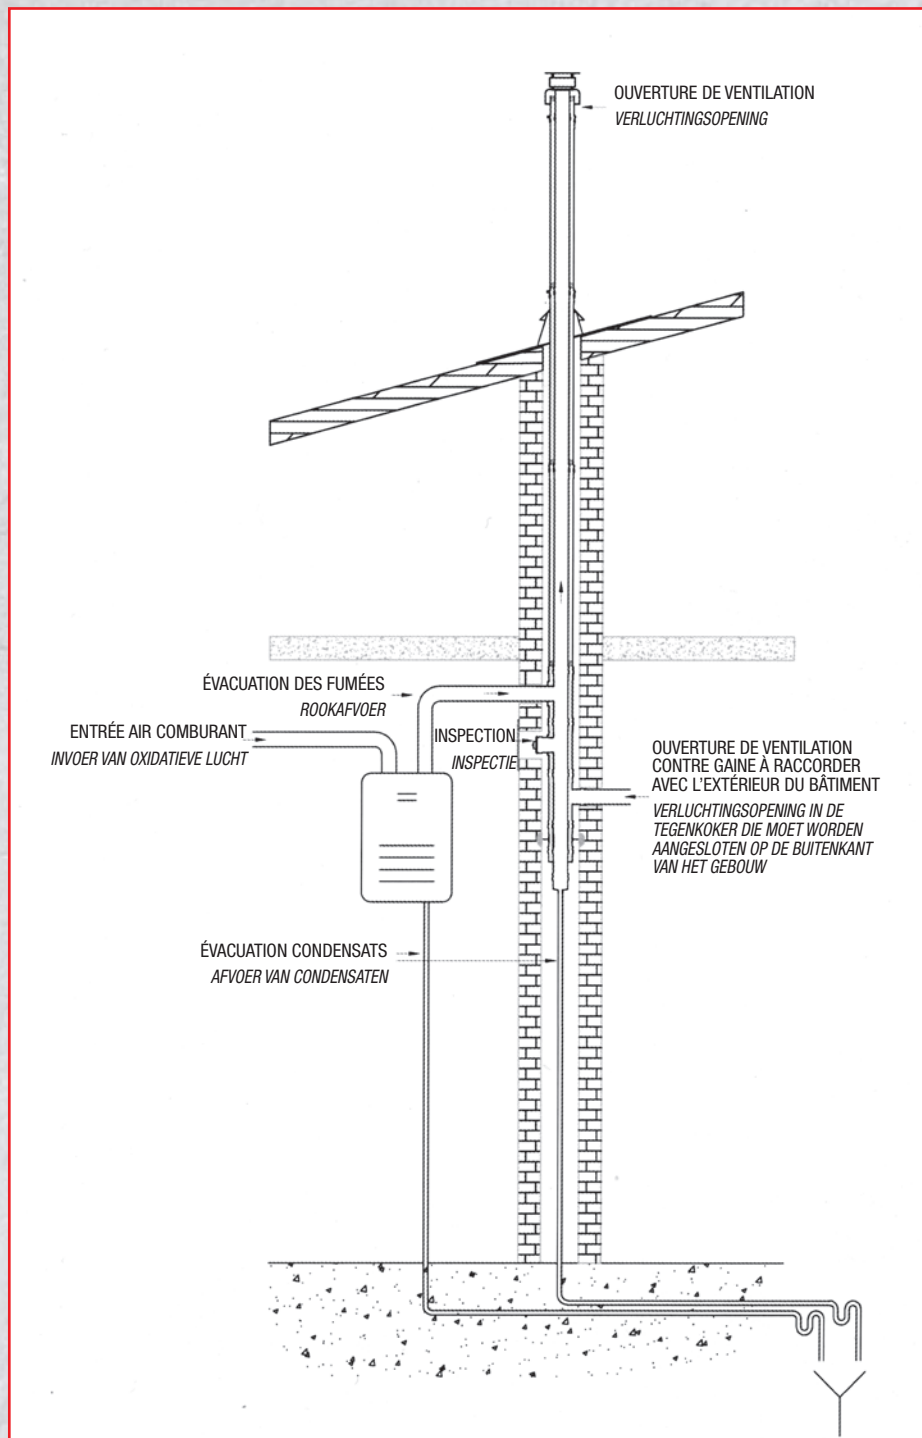 OUVERTURE DE VENTILATION
VERLUCHTINGSOPENING
ÉVACUATION DES FUMÉES
ROOKAFVOER
ENTRÉE AIR COMBURANT
INVOER VAN OXIDATIEVE LUCHT
INSPECTION
INSPECTIE
OUVERTURE DE VENTILATION
CONTRE GAINE À RACCORDER
AVEC L'EXTÉRIEUR DU BÂTIMENT
VERLUCHTINGSOPENING IN DE
TEGENKOKER DIE MOET WORDEN
AANGESLOTEN OP DE BUITENKANT
VAN HET GEBOUW
ÉVACUATION CONDENSATS
AFVOER VAN CONDENSATEN